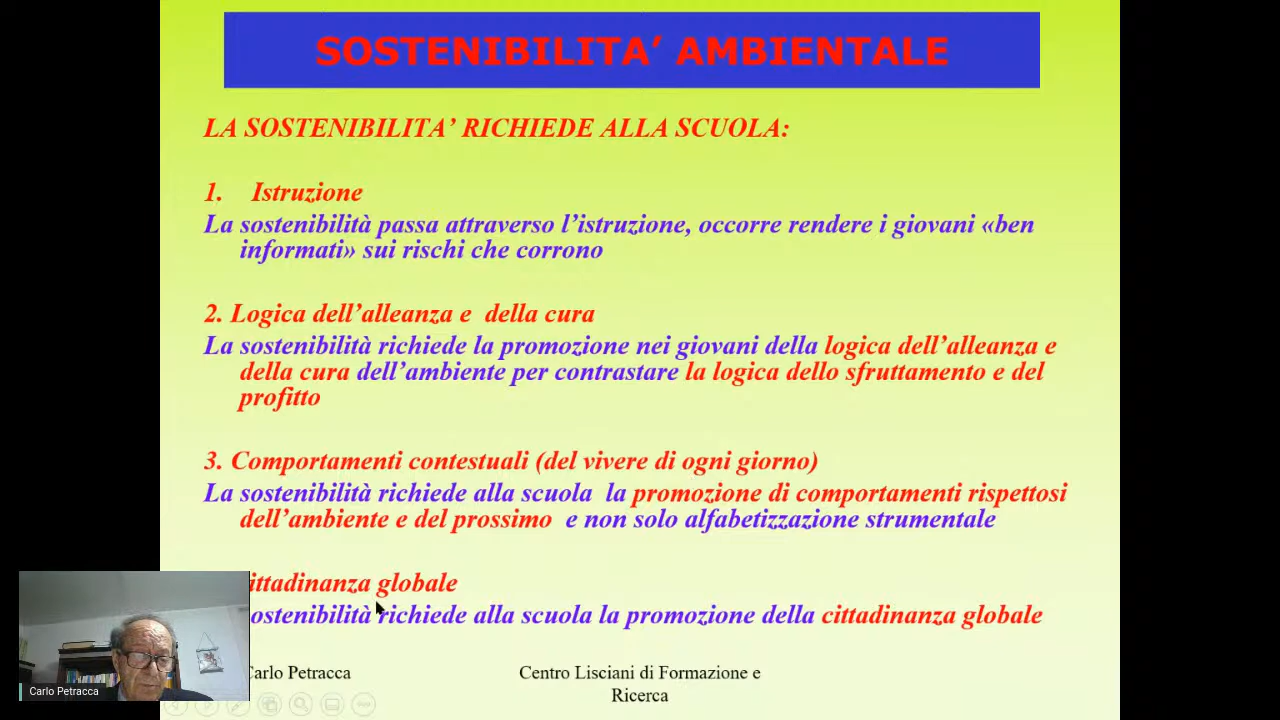 SOSTENIBILITA’ AMBIENTALE
LA SOSTENIBILITA’ RICHIEDE ALLA SCUOLA:
1. Istruzione
La sostenibilità passa attraverso l’istruzione, occorre rendere i giovani «ben
informati» sui rischi che corrono
2. Logica dell’alleanza e della cura
La sostenibilità richiede la promozione nei giovani della logica dell’alleanza e
della cura dell’ambiente per contrastare la logica dello sfruttamento e del
profitto
3. Comportamenti contestuali (del vivere di ogni giorno)
La sostenibilità richiede alla scuola la promozione di comportamenti rispettosi
dell’ambiente e del prossimo e non solo alfabetizzazione strumentale
ittadinanza globale
ostenibilità richiede alla scuola la promozione della cittadinanza globale
Carlo Petracca
arlo Petracca
Centro Lisciani di Formazione e
Ricerca